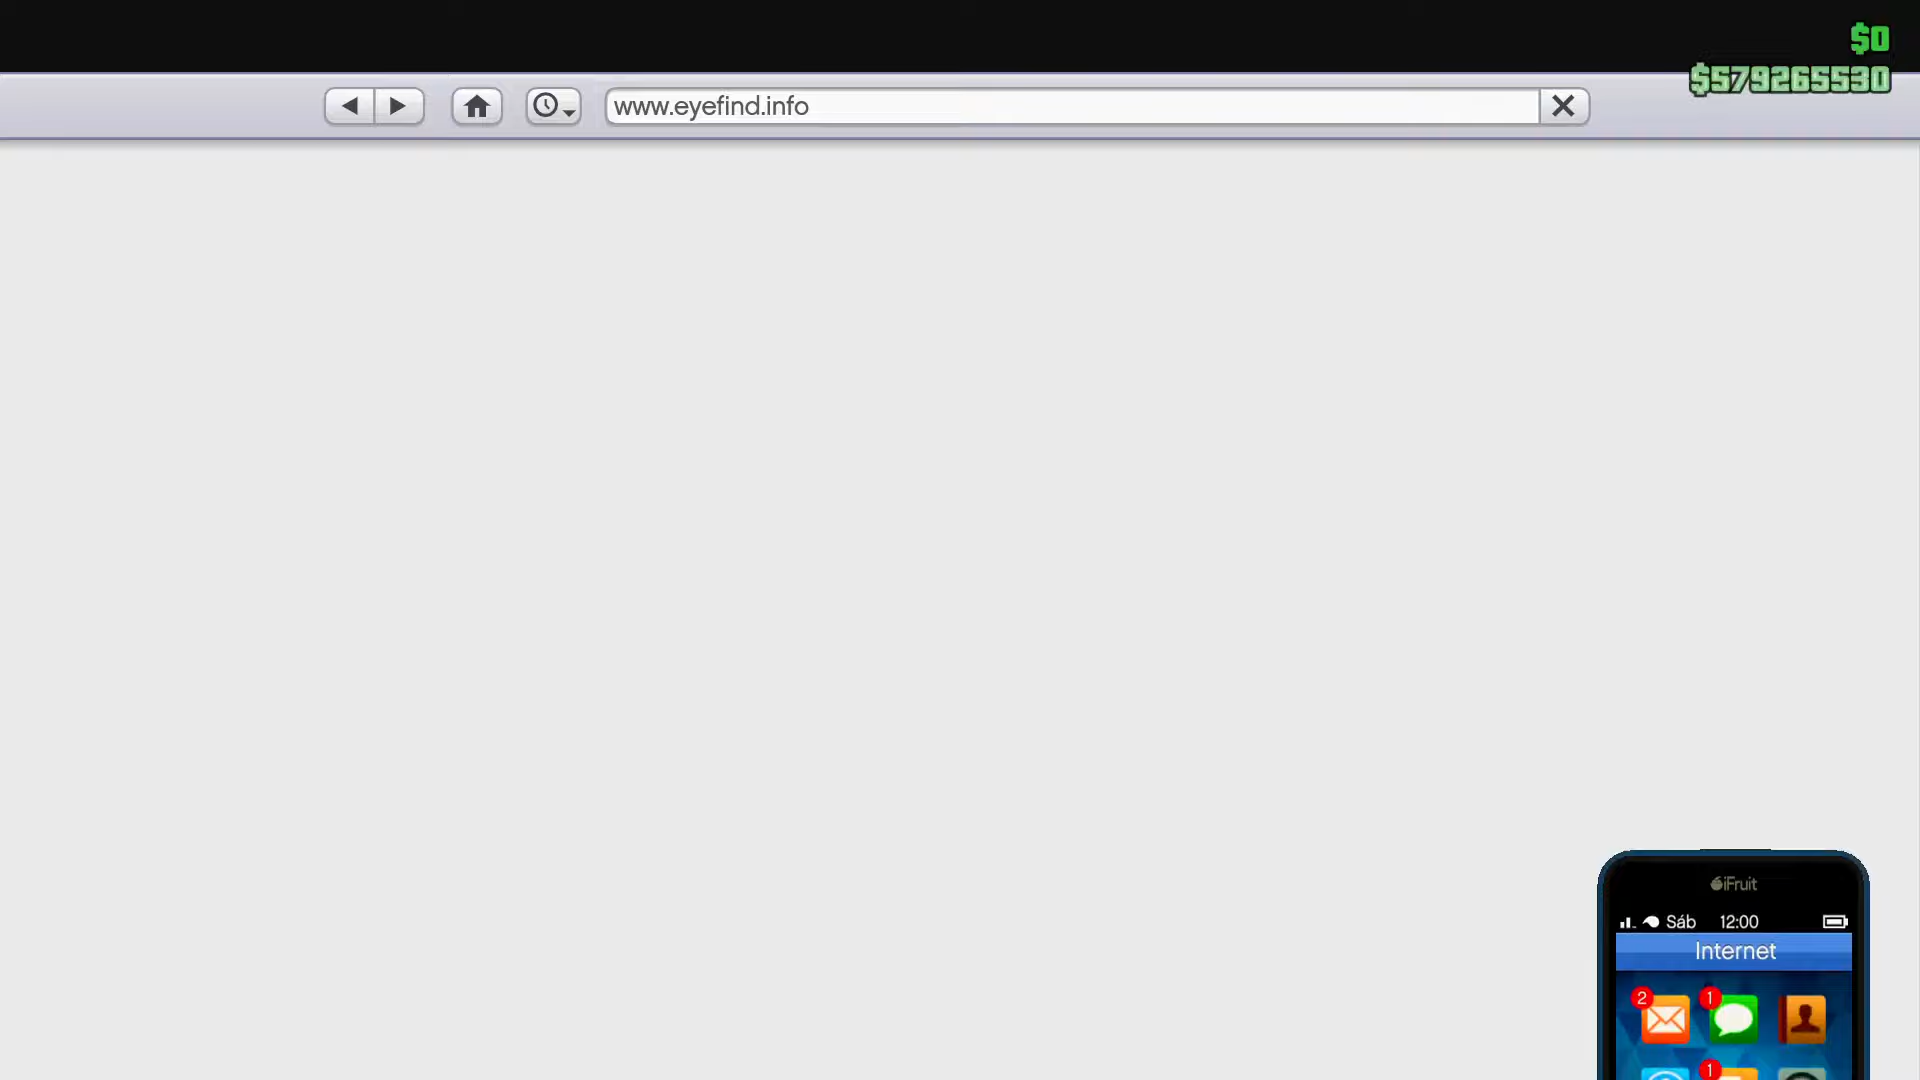 $0
$579265530
www.eyefind.info
iFruit
Sáb 12:00
Internet
2 1
1